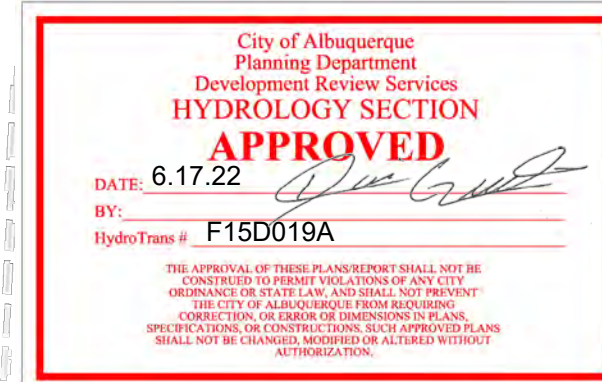 City of Albuquerque
Planning Department
Development Review Services
HYDROLOGY SECTION
APPROVED
DATE: 6.17.22
BY:
HydroTrans # F15D019A
THE APPROVAL OF THESE PLANS/REPORT SHALL NOT BE
CONSTRUED TO PERMIT VIOLATIONS OF ANY CITY
ORDINANCE OR STATE LAW, AND SHALL NOT PREVENT
THE CITY OF ALBUQUERQUE FROM REQUIRING
CORRECTION, OR ERROR OR DIMENSIONS IN PLANS,
SPECIFICATIONS, OR CONSTRUCTIONS. SUCH APPROVED PLANS
SHALL NOT BE CHANGED, MODIFIED OR ALTERED WITHOUT
AUTHORIZATION.